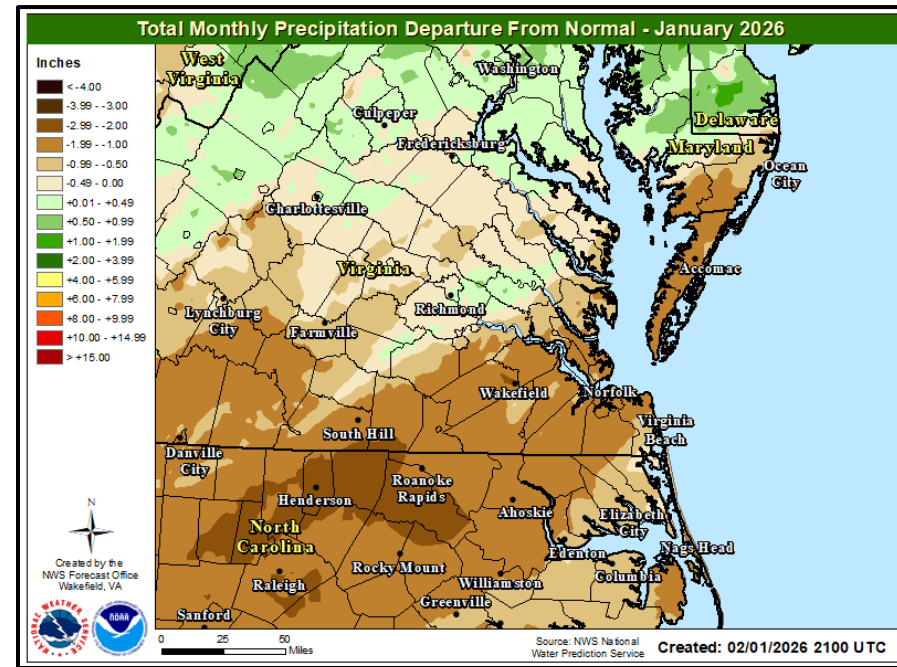 Total Monthly Precipitation Departure From Normal - January 2026
Inches
< -4.00
-3.99 - -3.00
-2.99 - -2.00
-1.99 - -1.00
-0.99 - -0.50
-0.49 - 0.00
+0.01 - +0.49
+0.50 - +0.99
+1.00 - +1.99
+2.00 - +3.99
+4.00 - +5.99
+6.00 - +7.99
+8.00 - +9.99
+10.00 - +14.99
> +15.00
West
Virginia
Washington
Culpeper
Fredericksburg
Delaware
Maryland
Ocean
City
Charlottesville
Virginia
Accomac
Richmond
Lynchburg
City
Farmville
Wakefield
Norfolk
Virginia
Beach
South Hill
Danville
City
Roanoke
Rapids
Henderson
Ahoskie
Elizabeth
City
North
Carolina
Edenton
Nags Head
Rocky Mount
Columbia
Raleigh
Williamston
Greenville
Sanford
N
Created by the
NWS Forecast Office
Wakefield, VA
NATIONAL WEATHER SERVICE
NOAA
0 25 50
Miles
Source: NWS National
Water Prediction Service
Created: 02/01/2026 2100 UTC